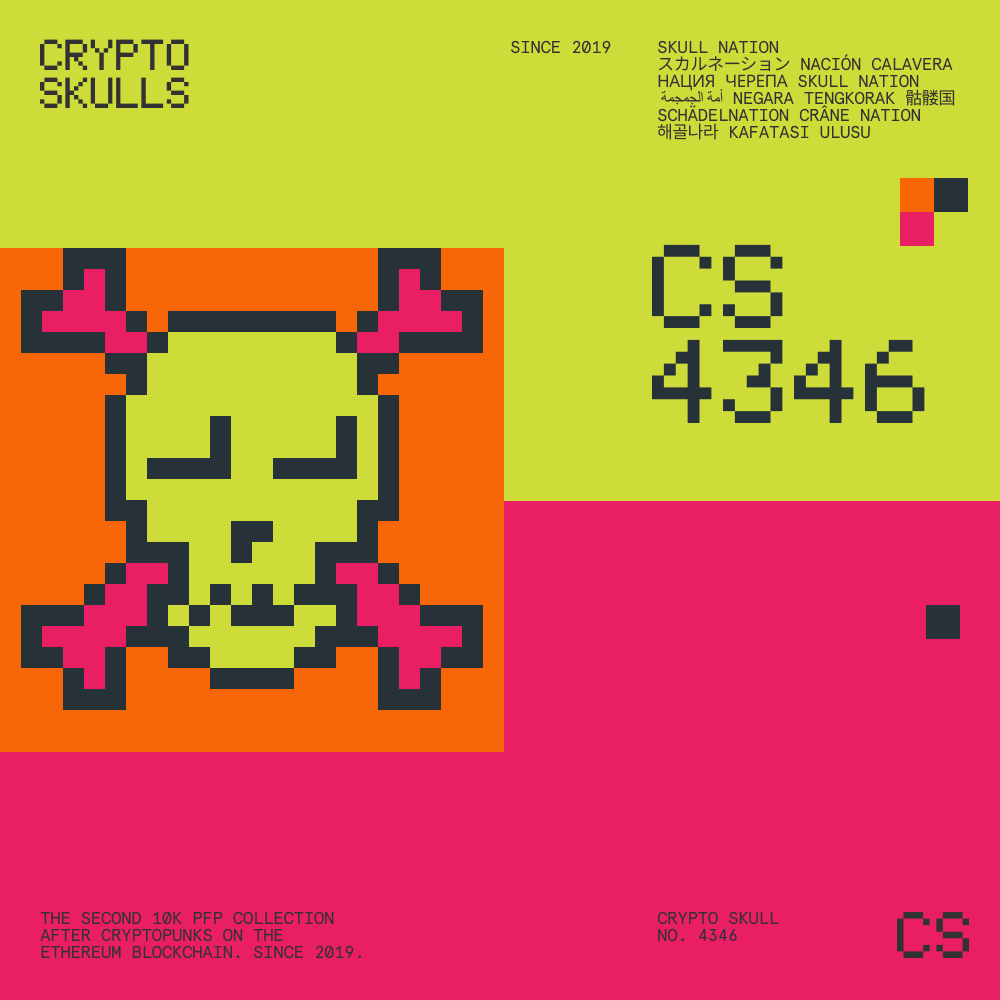 CRYPTO
SKULLS
SINCE 2019
SKULL NATION
スカルネーション NACIÓN CALAVERA
НАЦИЯ ЧЕРЕПА SKULL NATION
أمة الجمجمة NEGARA TENGKORAK 骷髅国
SCHÄDELNATION CRÂNE NATION
해골나라 KAFATASI ULUSU
CS
4346
THE SECOND 10K PFP COLLECTION
AFTER CRYPTOPUNKS ON THE
ETHEREUM BLOCKCHAIN. SINCE 2019.
CRYPTO SKULL
NO. 4346
CS